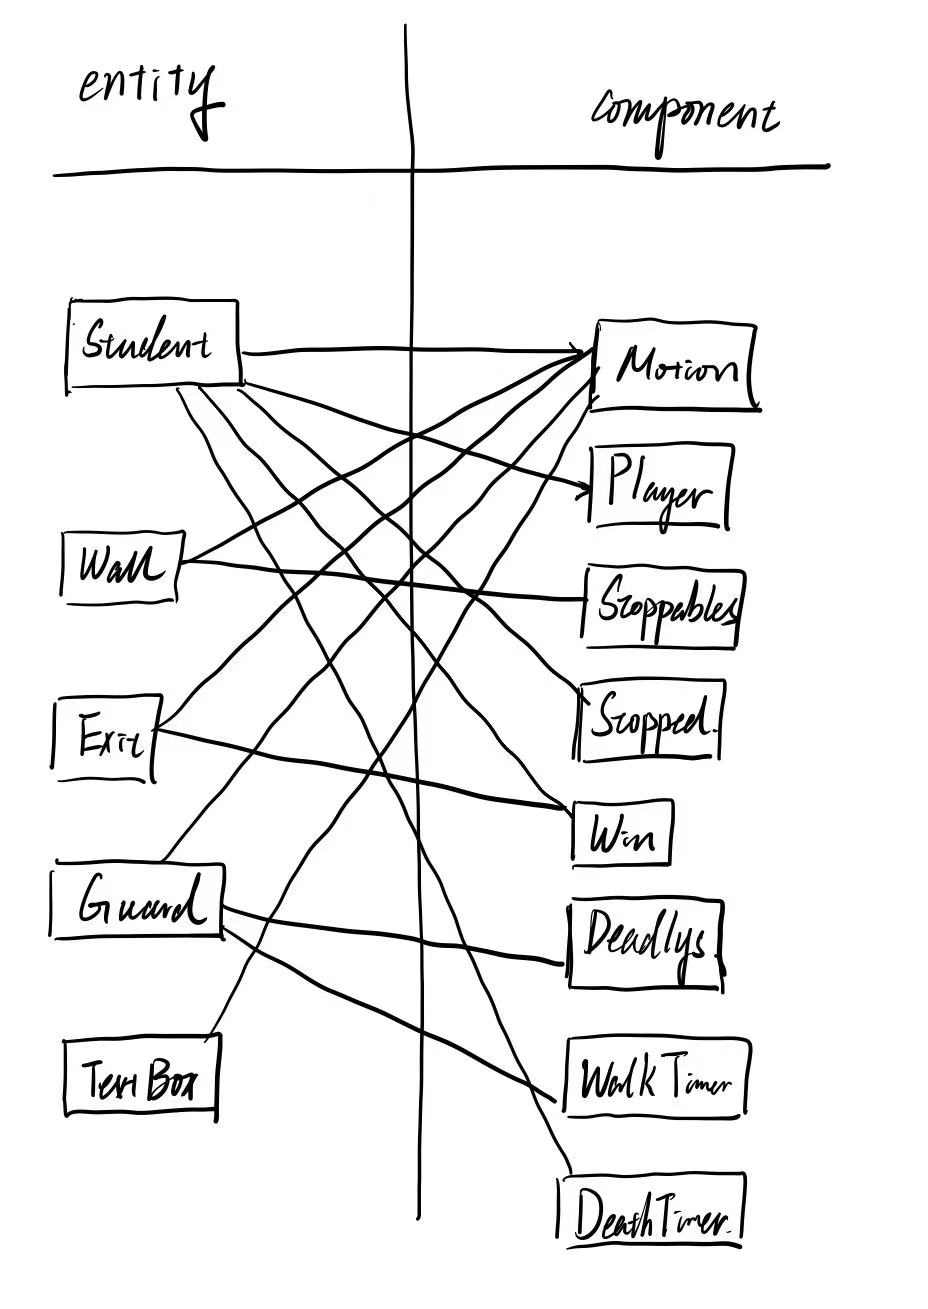 entity
component
Student
Motion
Player
Wall
Stoppables
Stopped.
Exit
Win
Guard
Deadlys
Text Box
Walk Timer
Death Timer.